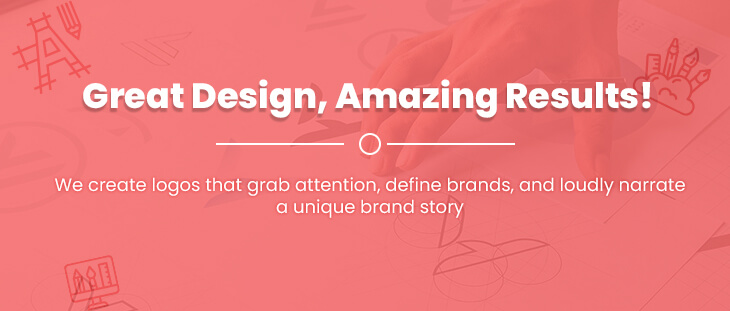 Great Design, Amazing Results!
We create logos that grab attention, define brands, and loudly narrate
a unique brand story